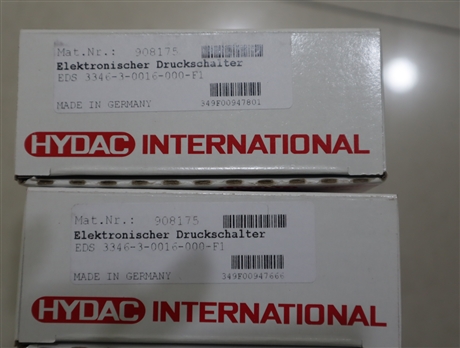 Mat.Nr.: 908175
Elektronischer Druckschalter
EDS 3346-3-0016-000-F1
MADE IN GERMANY 349F00947801
HYDAC INTERNATIONAL
Mat.Nr.: 908175
Elektronischer Druckschalter
EDS 3346-3-0016-000-F1
MADE IN GERMANY 349F00947666
HYDAC INTERNATIONAL